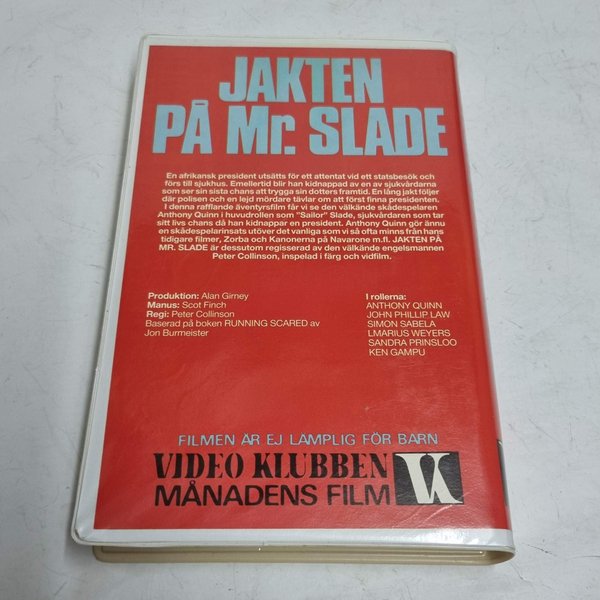 JAKTEN
PÅ Mr. SLADE
En afrikansk president utsätts för ett attentat vid ett statsbesök och
förs till sjukhus. Emellertid blir han kidnappad av en av sjukvårdarna
som ser sin sista chans att trygga sin dotters framtid. En lång jakt följer
där polisen och en lejd mördare tävlar om att först finna presidenten.
I denna rafflande äventyrsfilm får vi se den välkände skådespelaren
Anthony Quinn i huvudrollen som "Sailor" Slade, sjukvårdaren som tar
sitt livs chans då han kidnappar en president. Anthony Quinn gör ännu
en skådespelarinsats utöver det vanliga som vi så ofta minns från hans
tidigare filmer, Zorba och Kanonerna på Navarone m.fl. JAKTEN PÅ
MR. SLADE är dessutom regisserad av den välkände engelsmannen
Peter Collinson, inspelad i färg och vidfilm.
Produktion: Alan Girney
Manus: Scot Finch
Regi: Peter Collinson
Baserad på boken RUNNING SCARED av
Jon Burmeister
I rollerna:
ANTHONY QUINN
JOHN PHILLIP LAW
SIMON SABELA
LMARIUS WEYERS
SANDRA PRINSLOO
KEN GAMPU
FILMEN ÄR EJ LÄMPLIG FÖR BARN
VIDEO KLUBBEN
MÅNADENS FILM
VK